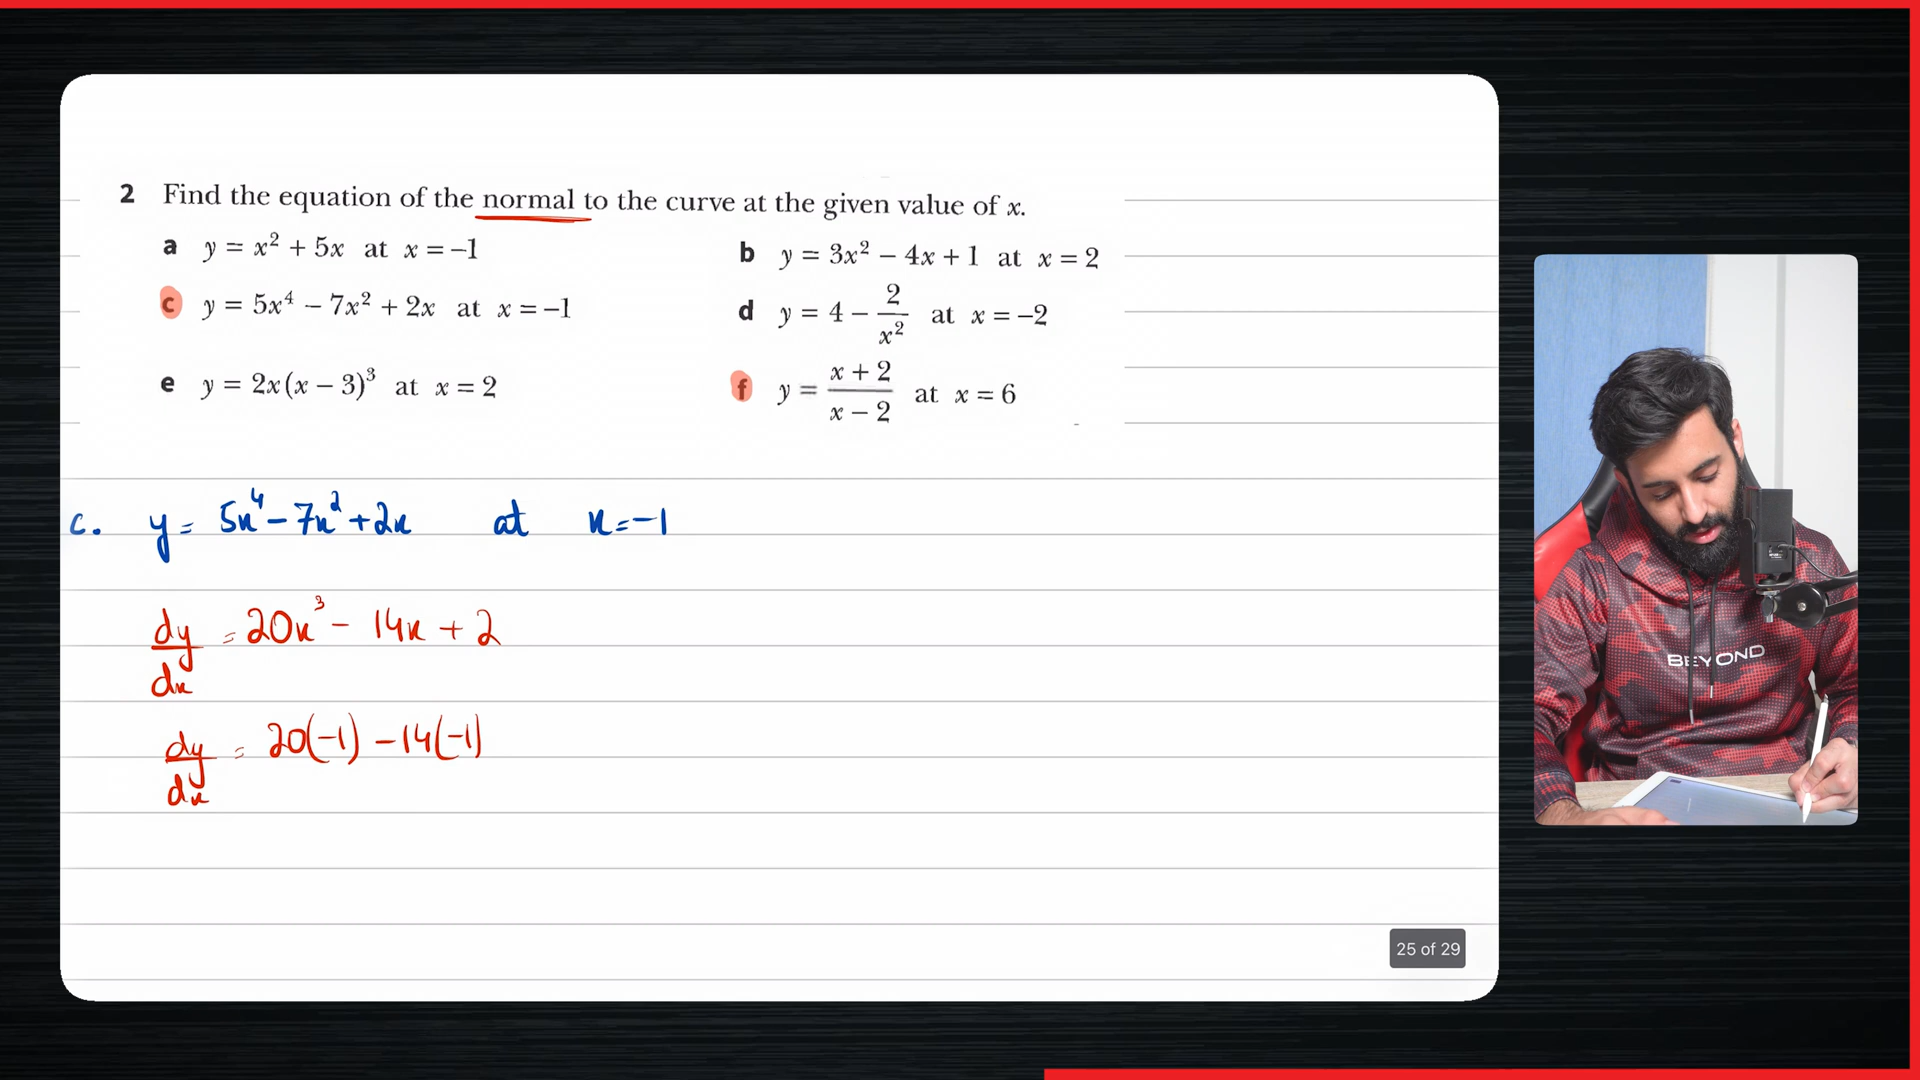 2 Find the equation of the normal to the curve at the given value of x.
a y = x² + 5x at x = −1
b y = 3x² − 4x + 1 at x = 2
c y = 5x⁴ − 7x² + 2x at x = −1
d y = 4 − 2/x² at x = −2
e y = 2x(x − 3)³ at x = 2
f y = (x + 2)/(x − 2) at x = 6
c. y = 5x⁴ − 7x² + 2x at x = −1
dy/dx = 20x³ − 14x + 2
dy/dx = 20(−1) − 14(−1)
BEYOND
25 of 29